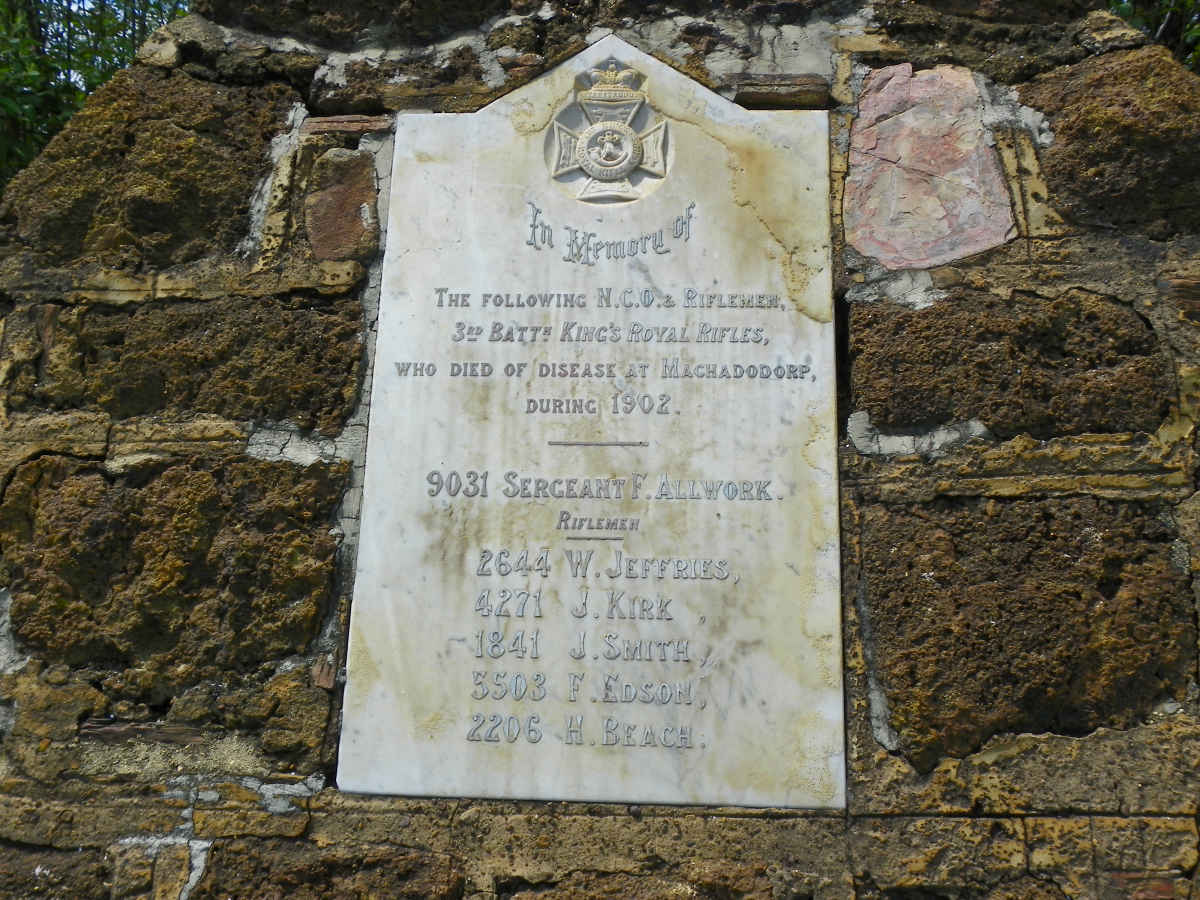 In Memory of
THE FOLLOWING N.C.O. & RIFLEMEN,
3RD BATTN KING'S ROYAL RIFLES,
WHO DIED OF DISEASE AT MACHADODORP,
DURING 1902.
9031 SERGEANT F. ALLWORK.
RIFLEMEN
2644 W. JEFFRIES,
4271 J. KIRK ,
1841 J. SMITH ,
5503 F. EDSON,
2206 H. BEACH.